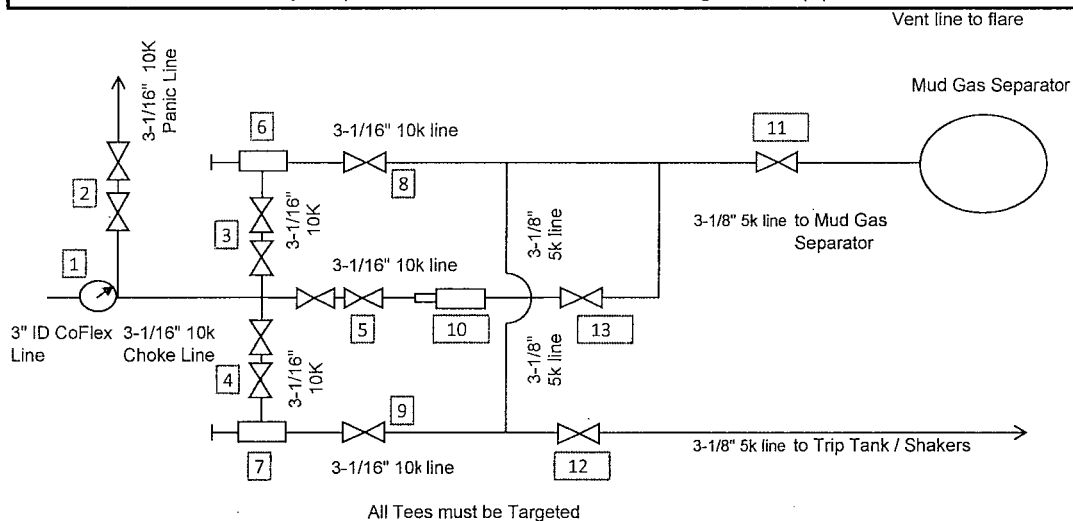 Vent line to flare
Mud Gas Separator
3-1/16" 10K
Panic Line
6
3-1/16" 10k line
11
2
8
3
3-1/16"
10K
3-1/8"
5k line
3-1/8" 5k line to Mud Gas
Separator
1
3-1/16" 10k line
5
10
13
3" ID CoFlex
Line
3-1/16" 10k
Choke Line
4
3-1/16"
10K
3-1/8"
5k line
9
7
3-1/16" 10k line
12
3-1/8" 5k line to Trip Tank / Shakers
All Tees must be Targeted